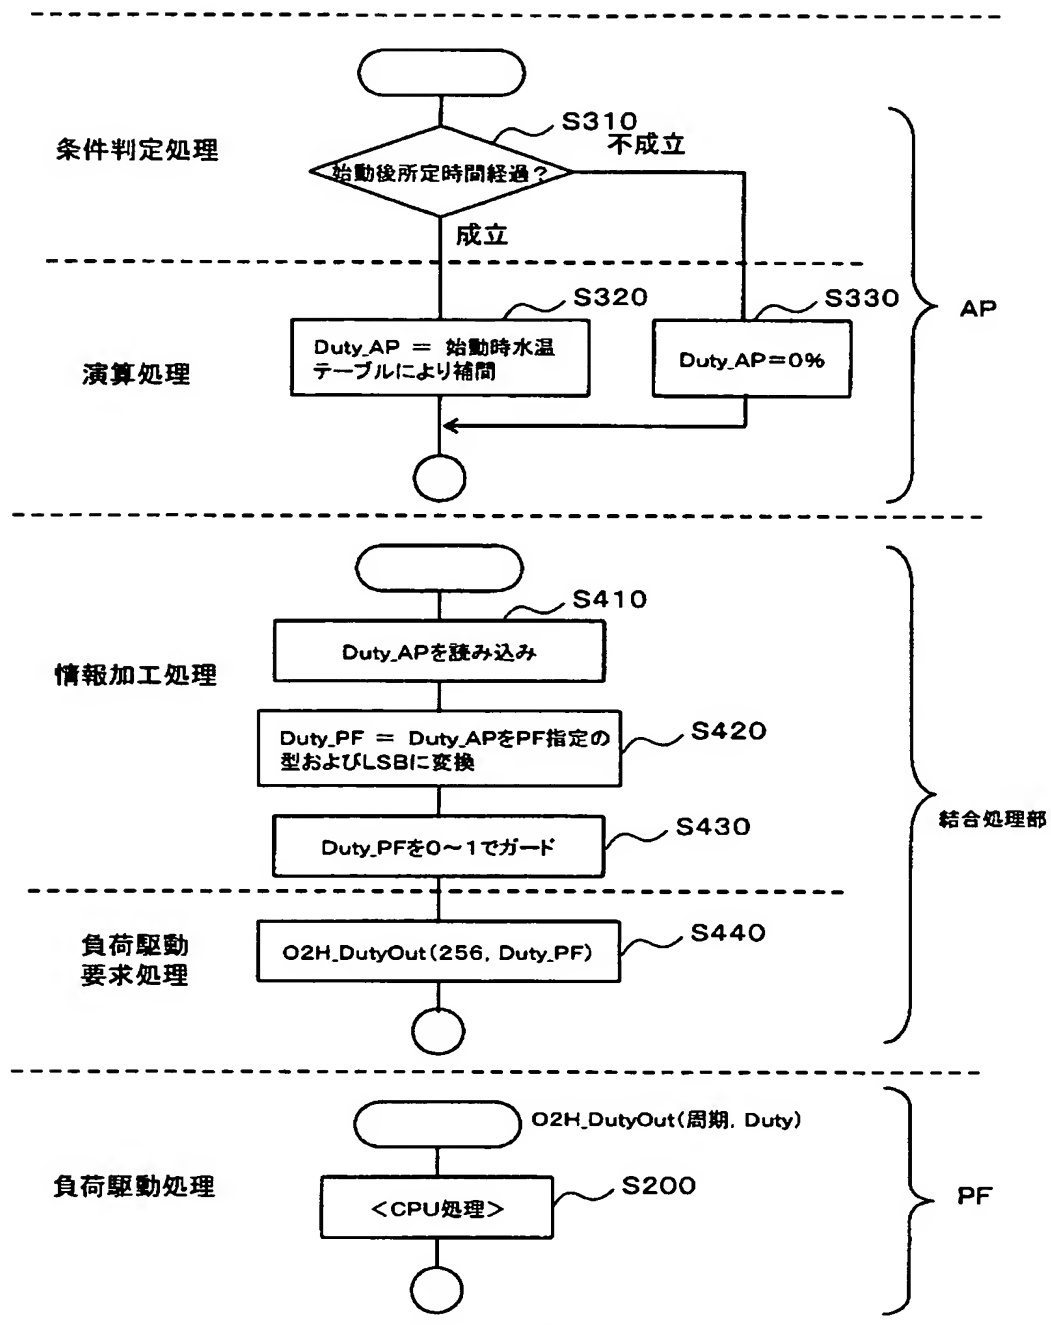 条件判定処理
S310
不成立
始動後所定時間経過?
成立
S320
S330
AP
Duty_AP = 始動時水温
テーブルにより補間
Duty_AP=0%
演算処理
S410
Duty_APを読み込み
情報加工処理
S420
Duty_PF = Duty_APをPF指定の
型およびLSBに変換
S430
Duty_PFを0〜1でガード
結合処理部
負荷駆動
要求処理
S440
O2H_DutyOut(256, Duty_PF)
O2H_DutyOut(周期, Duty)
負荷駆動処理
S200
<CPU処理>
PF